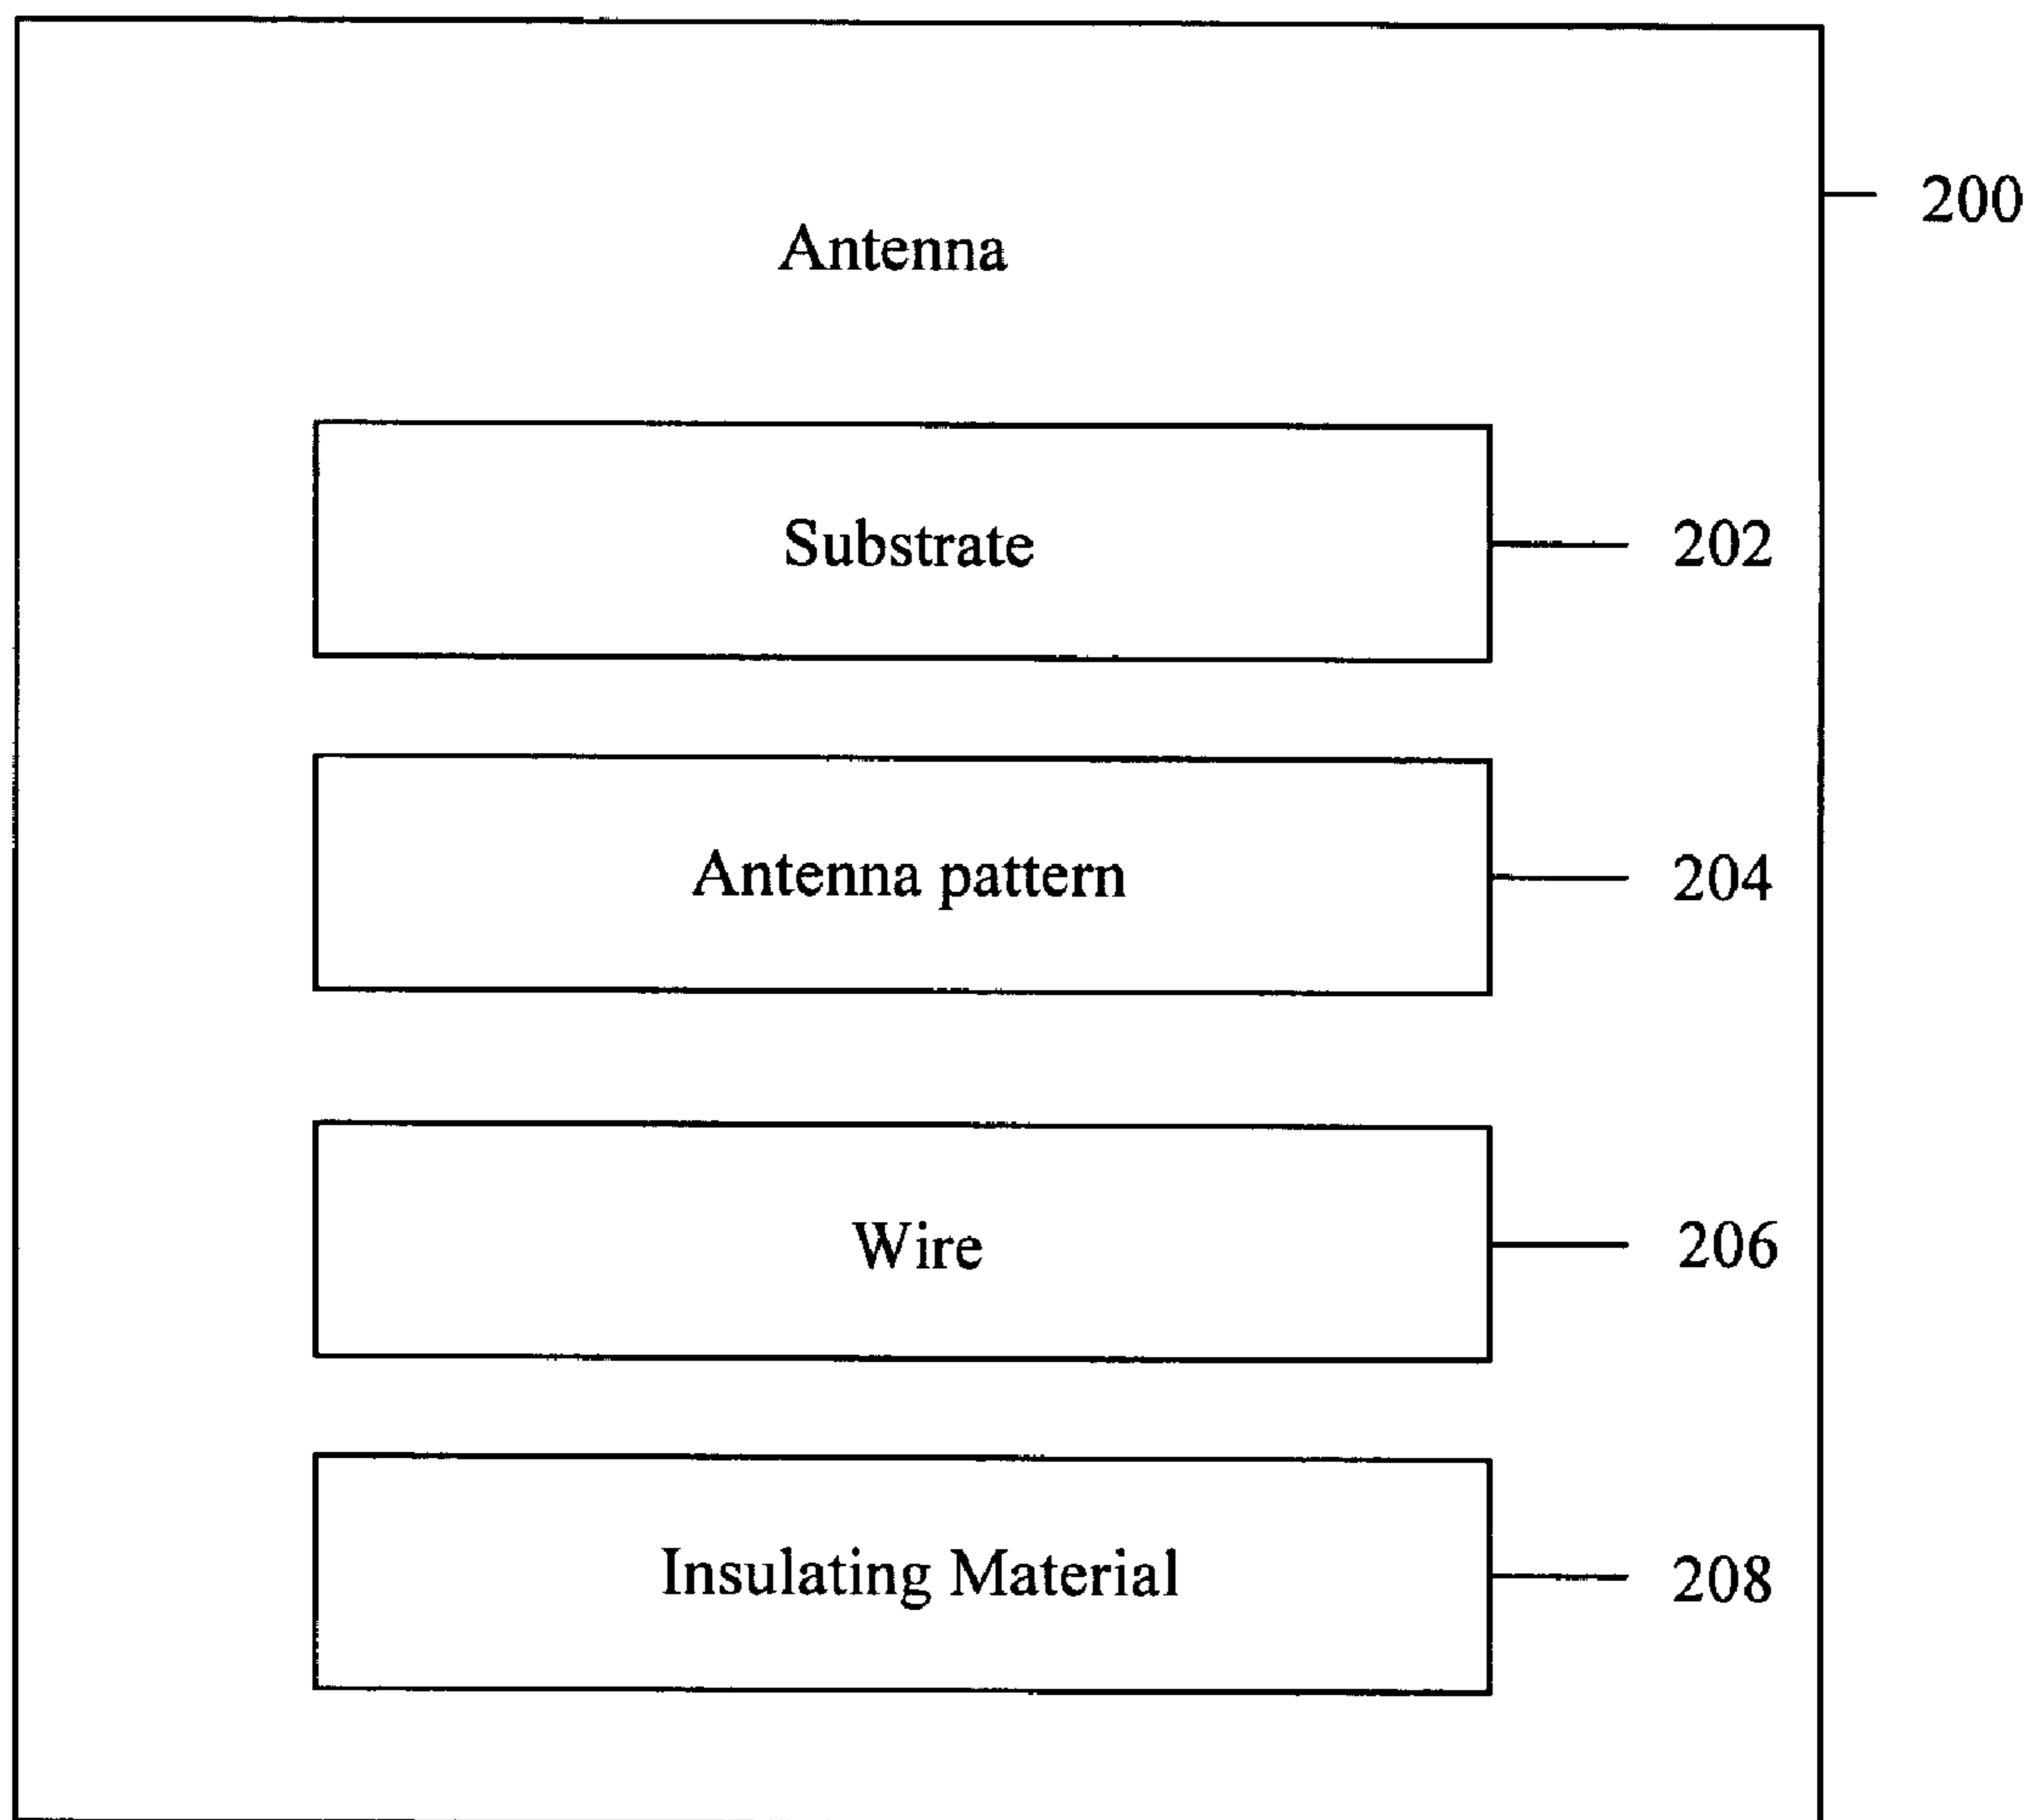 200
Antenna
Substrate 202
Antenna pattern 204
Wire 206
Insulating Material 208